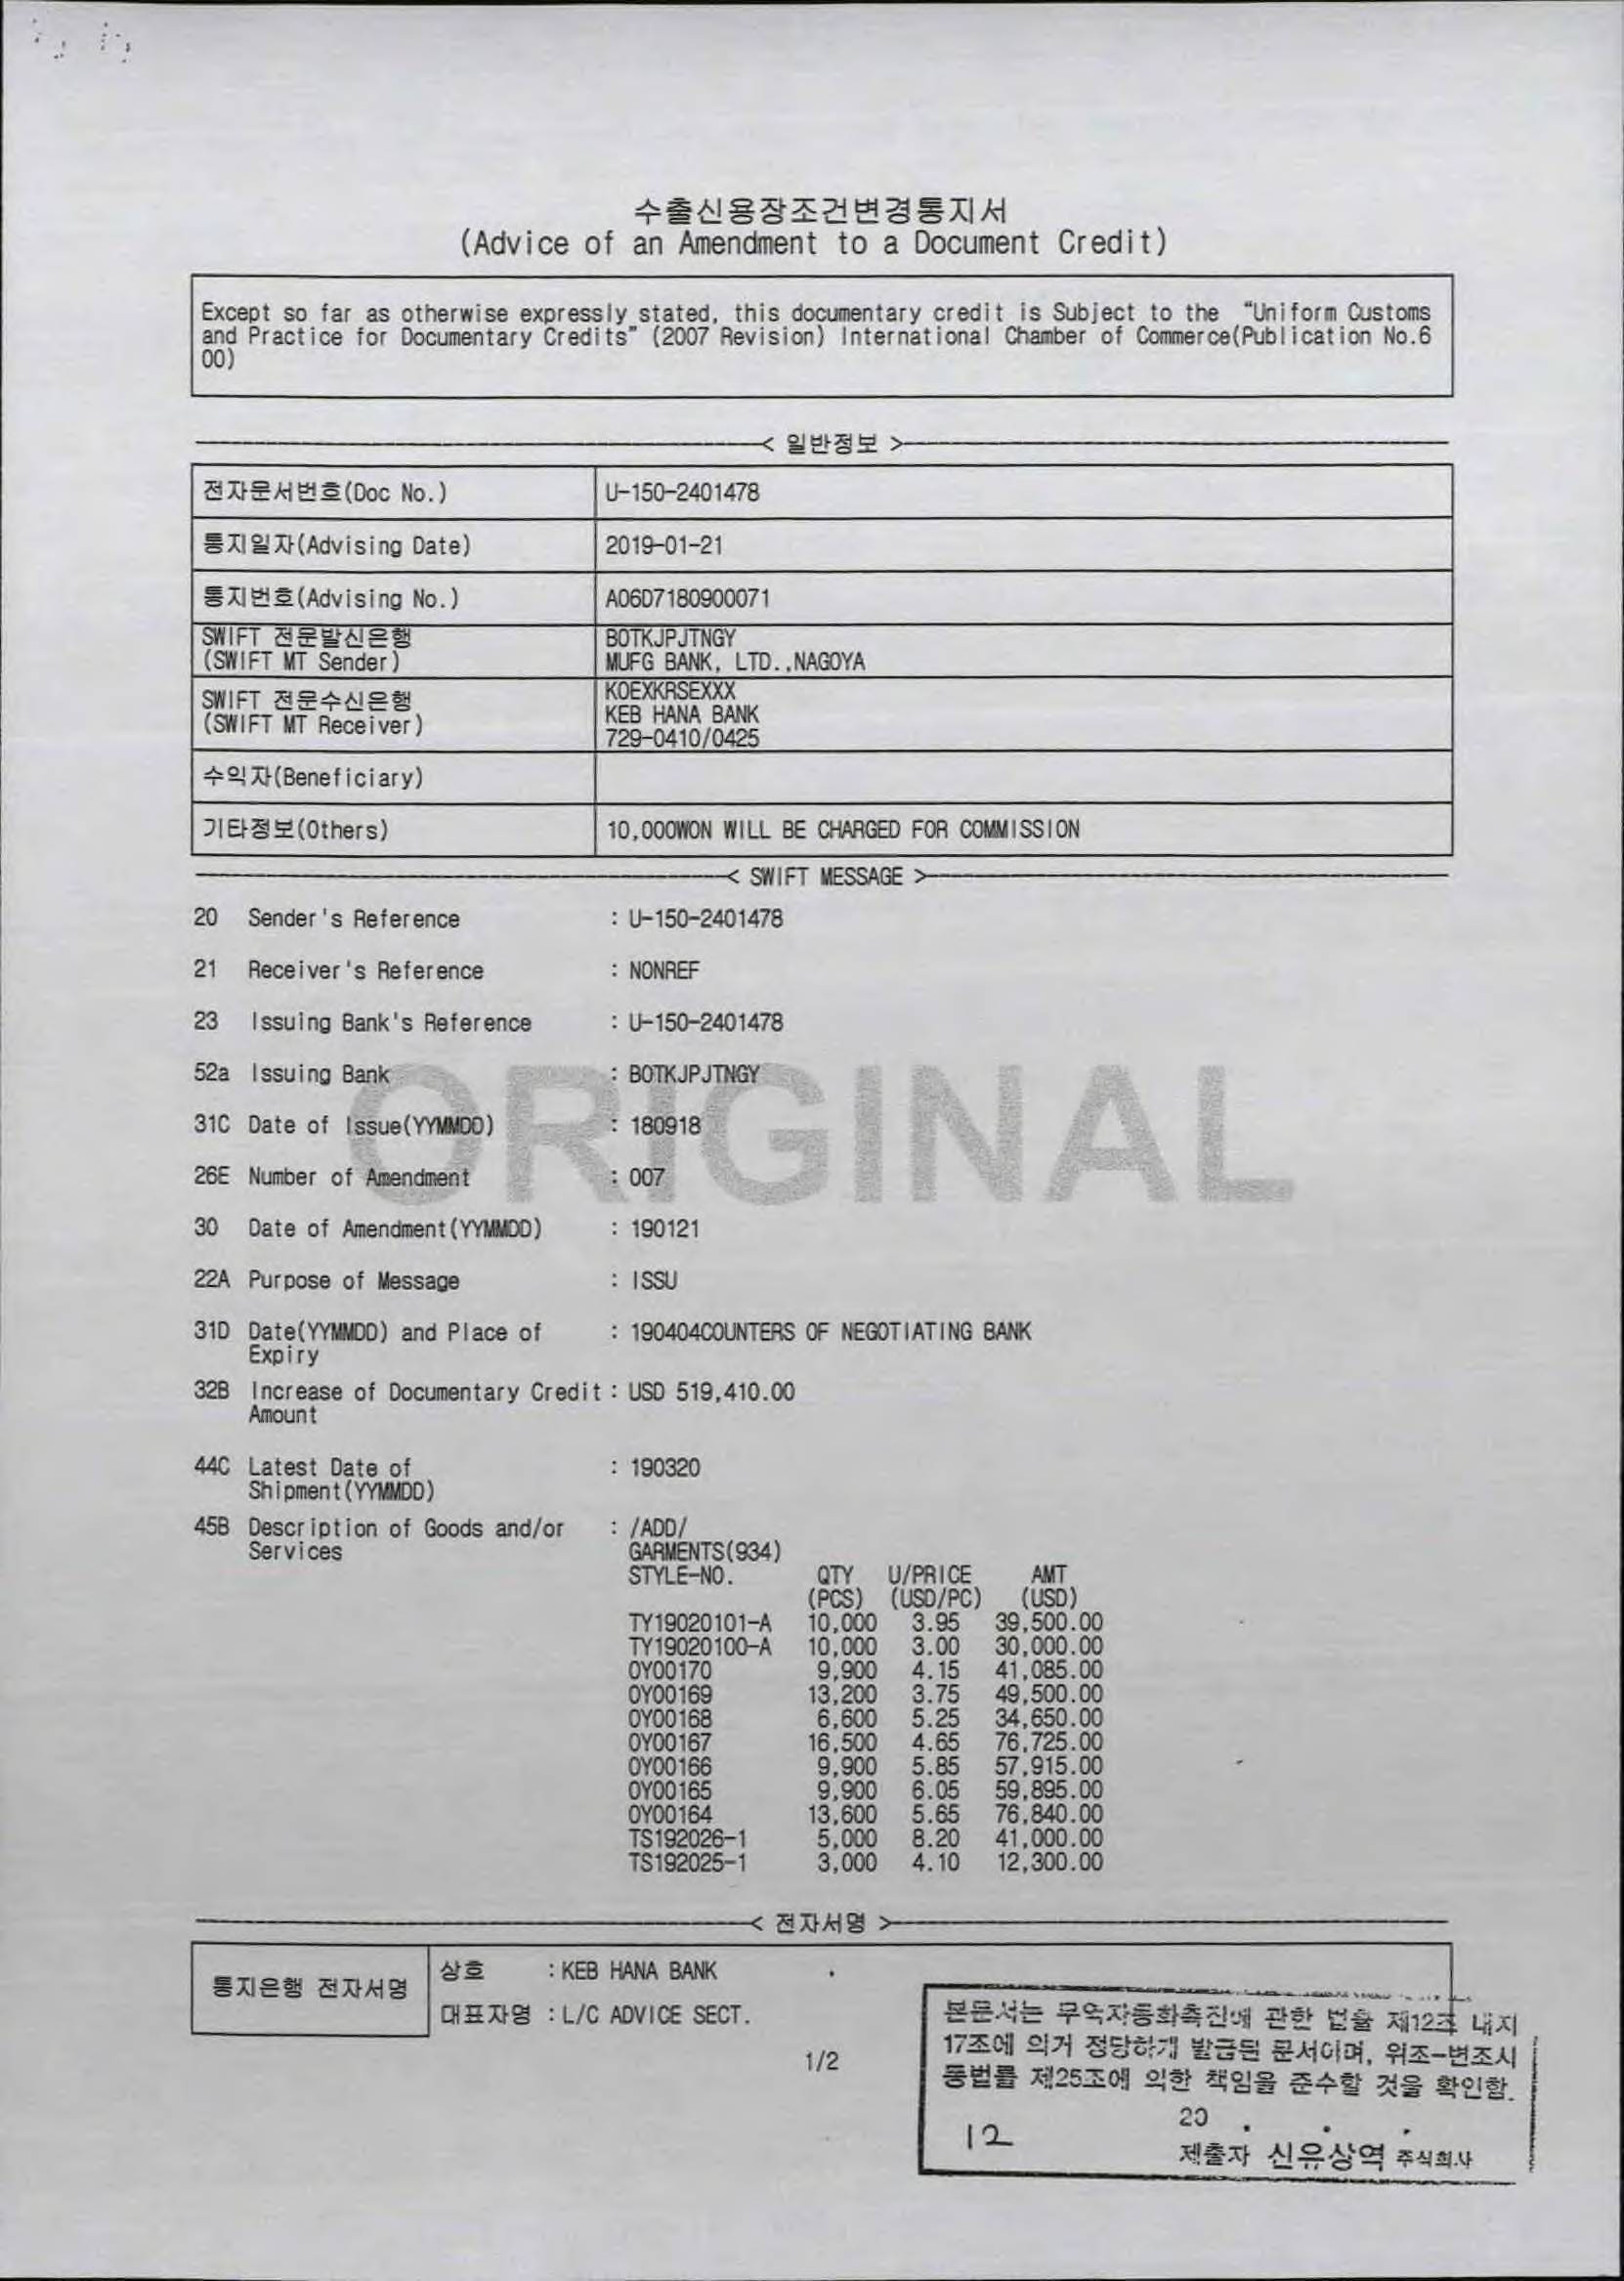 수출신용장조건변경통지서
(Advice of an Amendment to a Document Credit)
Except so far as otherwise expressly stated, this documentary credit is Subject to the "Uniform Customs
and Practice for Documentary Credits" (2007 Revision) International Chamber of Commerce(Publication No.6
00)
< 일반정보 >
전자문서번호(Doc No.) U-150-2401478
통지일자(Advising Date) 2019-01-21
통지번호(Advising No.) A06D7180900071
SWIFT 전문발신은행 BOTKJPJTNGY
(SWIFT MT Sender) MUFG BANK, LTD.,NAGOYA
KOEXKRSEXXX
SWIFT 전문수신은행 KEB HANA BANK
(SWIFT MT Receiver) 729-0410/0425
수익자(Beneficiary)
기타정보(Others) 10,000WON WILL BE CHARGED FOR COMMISSION
< SWIFT MESSAGE >
20 Sender's Reference : U-150-2401478
21 Receiver's Reference : NONREF
23 Issuing Bank's Reference : U-150-2401478
52a Issuing Bank : BOTKJPJTNGY
ORIGINAL
31C Date of Issue(YYMMDD) : 180918
26E Number of Amendment : 007
30 Date of Amendment(YYMMDD) : 190121
22A Purpose of Message : ISSU
31D Date(YYMMDD) and Place of : 190404COUNTERS OF NEGOTIATING BANK
Expiry
32B Increase of Documentary Credit : USD 519,410.00
Amount
44C Latest Date of : 190320
Shipment(YYMMDD)
45B Description of Goods and/or : /ADD/
Services GARMENTS(934)
STYLE-NO. QTY U/PRICE AMT
(PCS) (USD/PC) (USD)
TY19020101-A 10,000 3.95 39,500.00
TY19020100-A 10,000 3.00 30,000.00
OY00170 9,900 4.15 41,085.00
OY00169 13,200 3.75 49,500.00
OY00168 6,600 5.25 34,650.00
OY00167 16,500 4.65 76,725.00
OY00166 9,900 5.85 57,915.00
OY00165 9,900 6.05 59,895.00
OY00164 13,600 5.65 76,840.00
TS192026-1 5,000 8.20 41,000.00
TS192025-1 3,000 4.10 12,300.00
< 전자서명 >
통지은행 전자서명
상호 : KEB HANA BANK
대표자명 : L/C ADVICE SECT.
1/2
본문서는 무역자동화촉진에 관한 법률 제12조 내지
17조에 의거 정당하게 발급된 문서이며, 위조-변조시
동법률 제25조에 의한 책임을 준수할 것을 확인함.
20 . . .
12
제출자 신유상역 주식회사